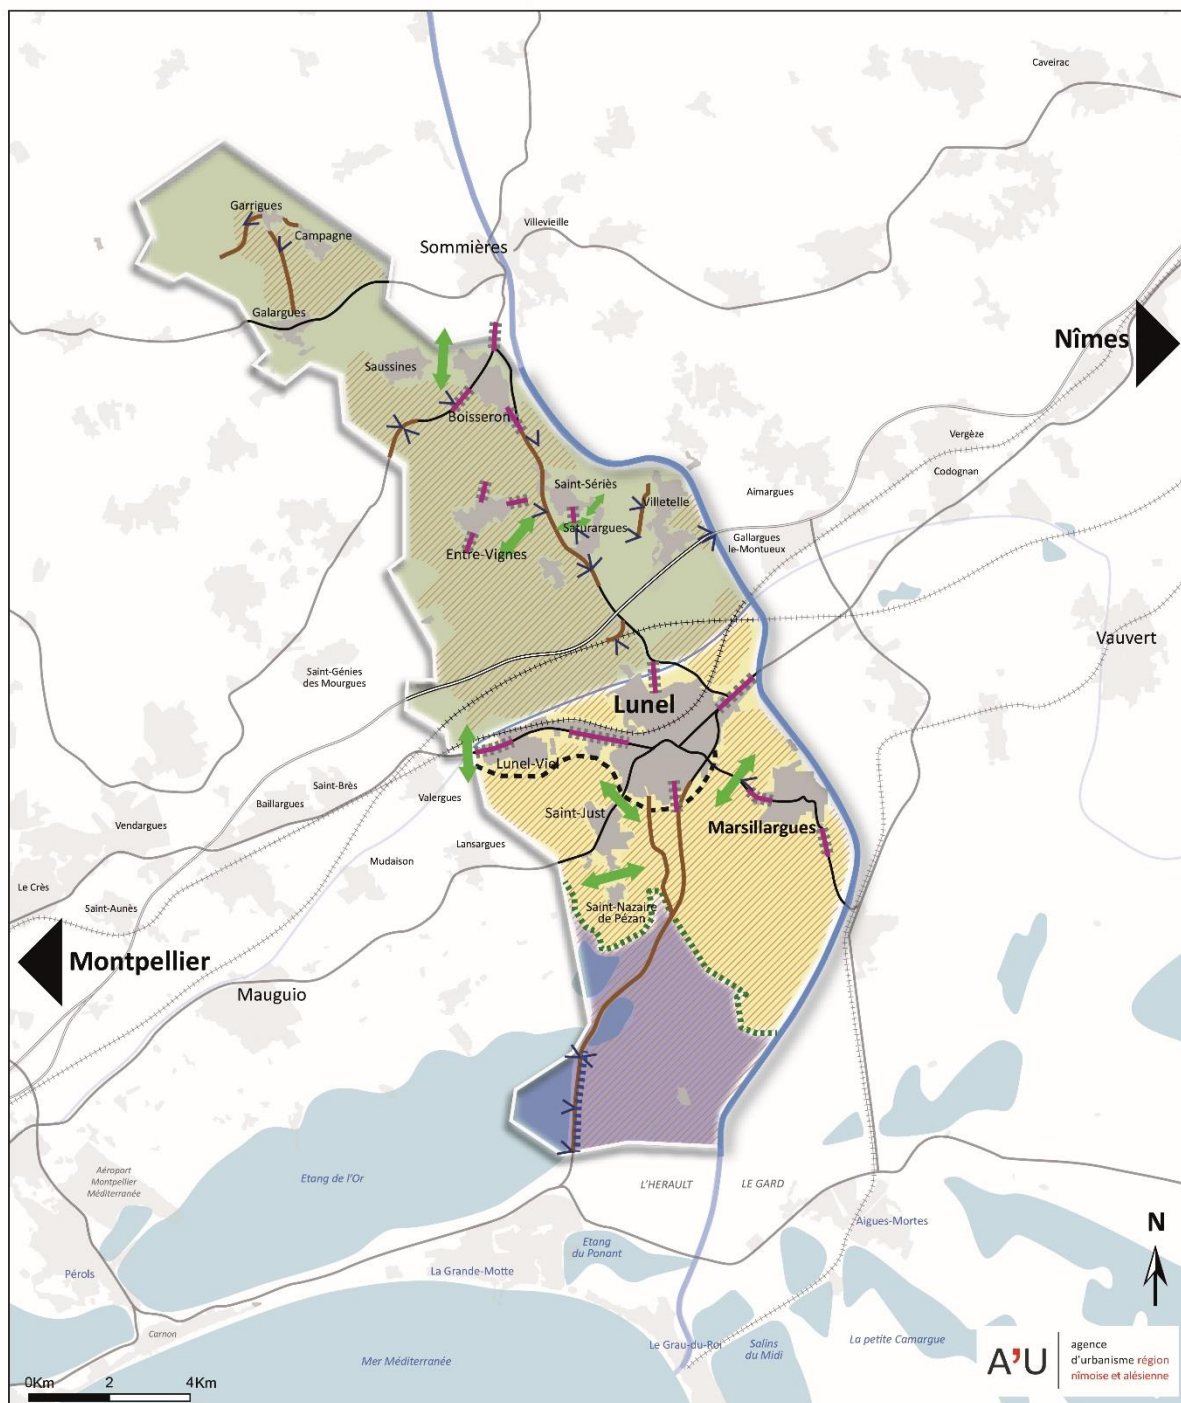 Caveirac
Garrigues
Villevieille
Campagne
Sommières
Galargues
Nîmes
Saussines
Boisseron
Vergèze
Codognan
Saint-Sériès
Aimargues
Villetelle
Saturargues
Gallargues
le-Montueux
Entre-Vignes
Vauvert
Saint-Génies
des Mourgues
Lunel
Lunel-Viel
Saint-Brès
Valergues
Baillargues
Saint-Just
Vendargues
Marsillargues
Lansargues
Mudaison
Le Crès
Saint-Aunès
Saint-Nazaire
de Pézan
Montpellier
Mauguio
Aéroport
Montpellier
Méditerranée
Etang de l'Or
L'HERAULT
LE GARD
Aigues-Mortes
N
Etang
du Ponant
Pérols
La Grande-Motte
Carnon
Le Grau-du-Roi
Salins
du Midi
La petite Camargue
Mer Méditerranée
A'U
agence
d'urbanisme région
nîmoise et alésienne
0Km 2 4Km